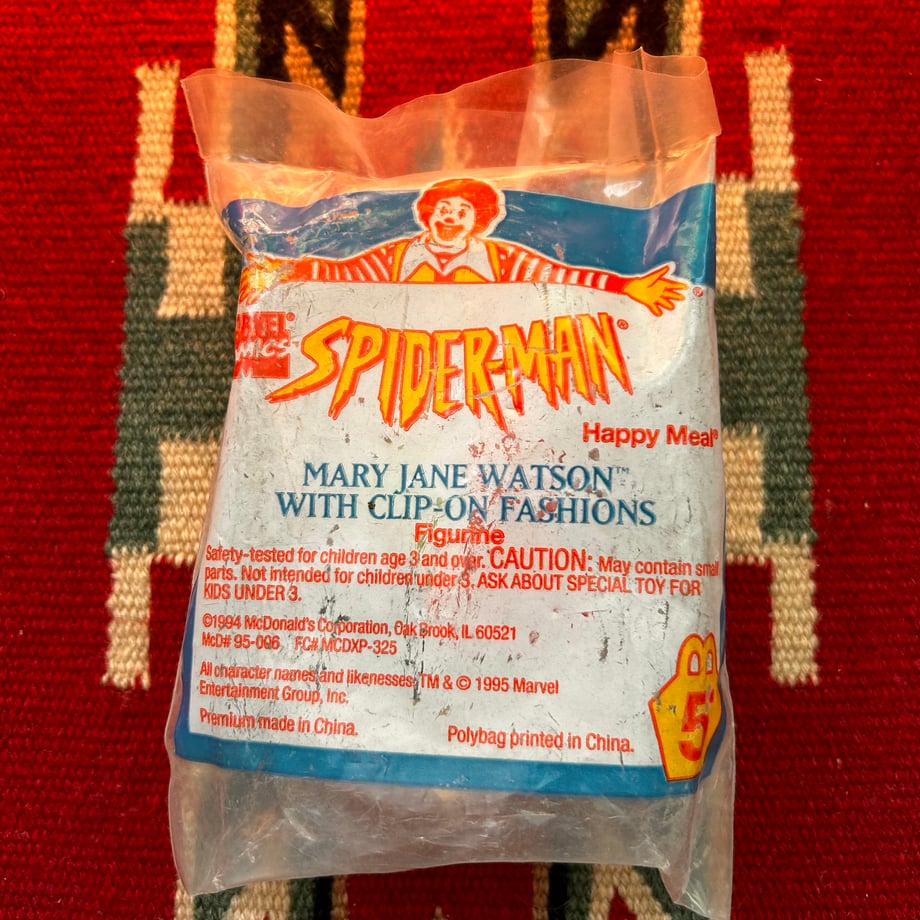 SPIDER-MAN®
Happy Meal®
MARY JANE WATSON™
WITH CLIP-ON FASHIONS
Figurine
Safety-tested for children age 3 and over. CAUTION: May contain small
parts. Not intended for children under 3. ASK ABOUT SPECIAL TOY FOR
KIDS UNDER 3.
©1994 McDonald's Corporation, Oak Brook, IL 60521
McD# 95-006 FC# MCDXP-325
All character names and likenesses TM & © 1995 Marvel
Entertainment Group, Inc.
Premium made in China.
Polybag printed in China.
5